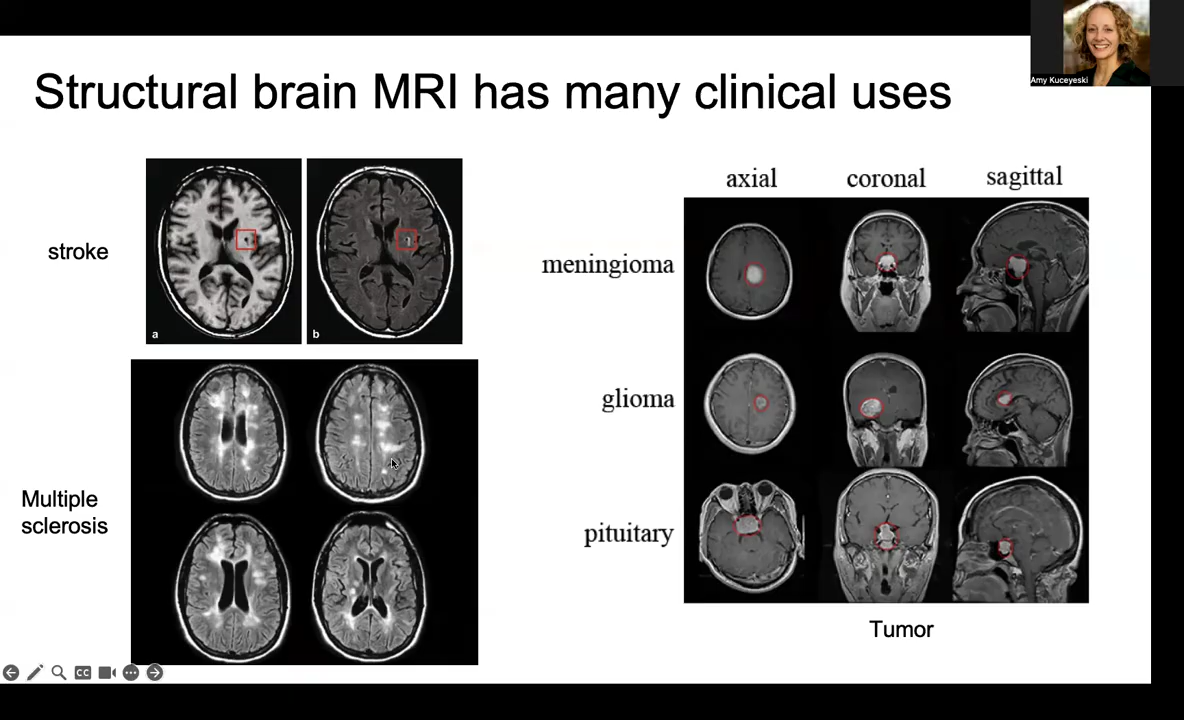 Amy Kuceyeski
Structural brain MRI has many clinical uses
stroke
a
b
Multiple
sclerosis
axial
coronal
sagittal
meningioma
glioma
pituitary
Tumor
CC